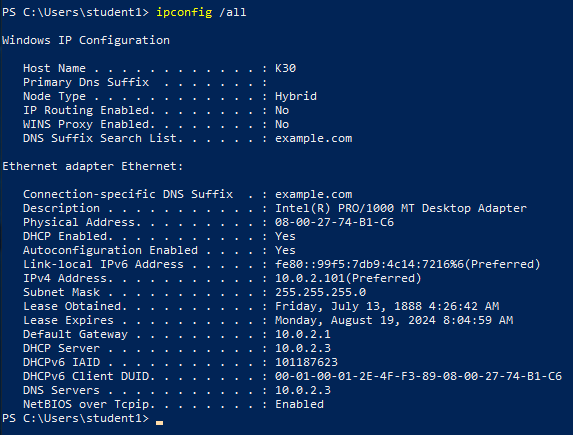 PS C:\Users\student1> ipconfig /all
Windows IP Configuration
Host Name . . . . . . . . . . . . : K30
Primary Dns Suffix  . . . . . . . :
Node Type . . . . . . . . . . . . : Hybrid
IP Routing Enabled. . . . . . . . : No
WINS Proxy Enabled. . . . . . . . : No
DNS Suffix Search List. . . . . . : example.com
Ethernet adapter Ethernet:
Connection-specific DNS Suffix  . : example.com
Description . . . . . . . . . . . : Intel(R) PRO/1000 MT Desktop Adapter
Physical Address. . . . . . . . . : 08-00-27-74-B1-C6
DHCP Enabled. . . . . . . . . . . : Yes
Autoconfiguration Enabled . . . . : Yes
Link-local IPv6 Address . . . . . : fe80::99f5:7db9:4c14:7216%6(Preferred)
IPv4 Address. . . . . . . . . . . : 10.0.2.101(Preferred)
Subnet Mask . . . . . . . . . . . : 255.255.255.0
Lease Obtained. . . . . . . . . . : Friday, July 13, 1888 4:26:42 AM
Lease Expires . . . . . . . . . . : Monday, August 19, 2024 8:04:59 AM
Default Gateway . . . . . . . . . : 10.0.2.1
DHCP Server . . . . . . . . . . . : 10.0.2.3
DHCPv6 IAID . . . . . . . . . . . : 101187623
DHCPv6 Client DUID. . . . . . . . : 00-01-00-01-2E-4F-F3-89-08-00-27-74-B1-C6
DNS Servers . . . . . . . . . . . : 10.0.2.3
NetBIOS over Tcpip. . . . . . . . : Enabled
PS C:\Users\student1>